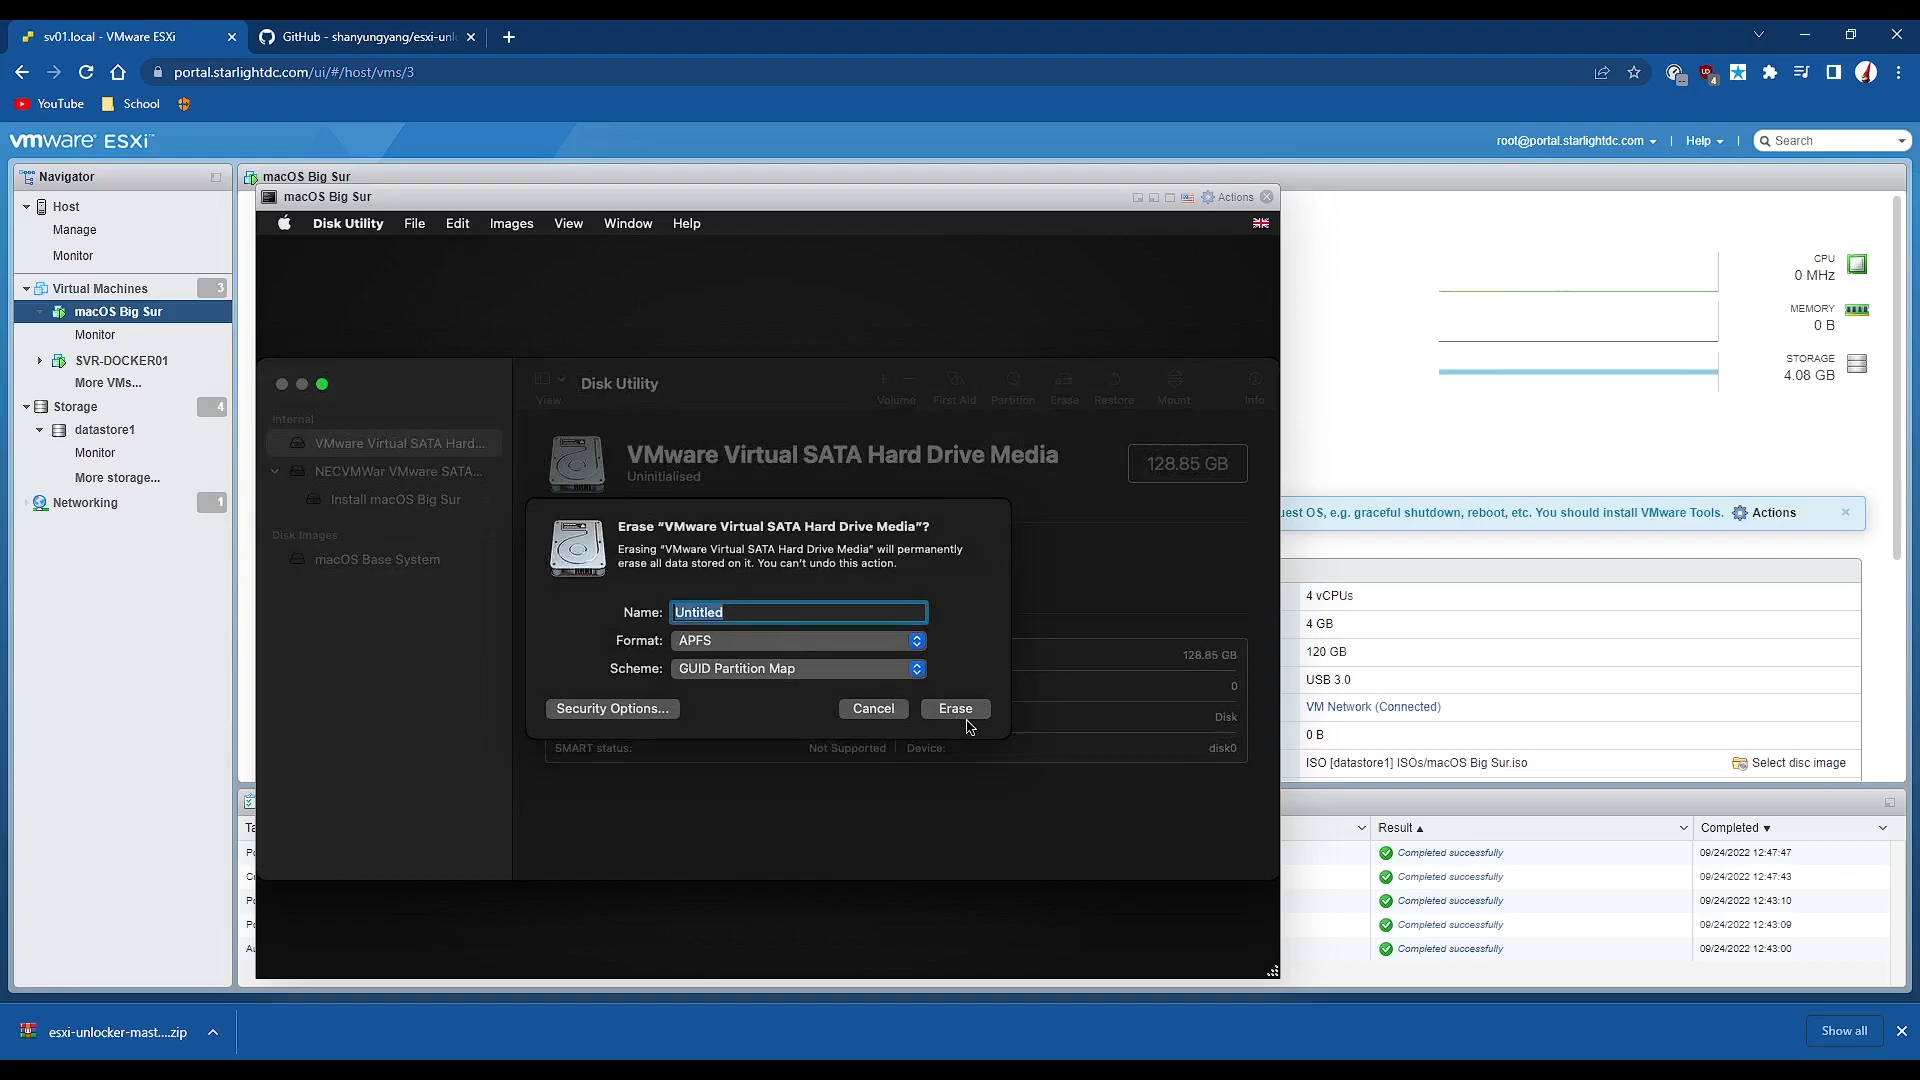 sv01.local - VMware ESXi
GitHub - shanyungyang/esxi-unlo
portal.starlightdc.com/ui/#/host/vms/3
YouTube
School
vmware ESXi
root@portal.starlightdc.com
Help
Search
Navigator
Host
Manage
Monitor
Virtual Machines 3
macOS Big Sur
Monitor
SVR-DOCKER01
More VMs...
Storage 4
datastore1
Monitor
More storage...
Networking 1
macOS Big Sur
macOS Big Sur
Actions
Disk Utility File Edit Images View Window Help
Disk Utility
View
Volume First Aid Partition Erase Restore Mount Info
Internal
VMware Virtual SATA Hard...
NECVMWar VMware SATA...
Install macOS Big Sur
Disk Images
macOS Base System
VMware Virtual SATA Hard Drive Media
Uninitialised
128.85 GB
Erase “VMware Virtual SATA Hard Drive Media”?
Erasing “VMware Virtual SATA Hard Drive Media” will permanently
erase all data stored on it. You can’t undo this action.
Name: Untitled
Format: APFS
Scheme: GUID Partition Map
Security Options... Cancel Erase
128.85 GB
0
Disk
SMART status: Not Supported Device: disk0
CPU
0 MHz
MEMORY
0 B
STORAGE
4.08 GB
uest OS, e.g. graceful shutdown, reboot, etc. You should install VMware Tools. Actions
4 vCPUs
4 GB
120 GB
USB 3.0
VM Network (Connected)
0 B
ISO [datastore1] ISOs/macOS Big Sur.iso
Select disc image
Result Completed
Completed successfully 09/24/2022 12:47:47
Completed successfully 09/24/2022 12:47:43
Completed successfully 09/24/2022 12:43:10
Completed successfully 09/24/2022 12:43:09
Completed successfully 09/24/2022 12:43:00
esxi-unlocker-mast....zip
Show all